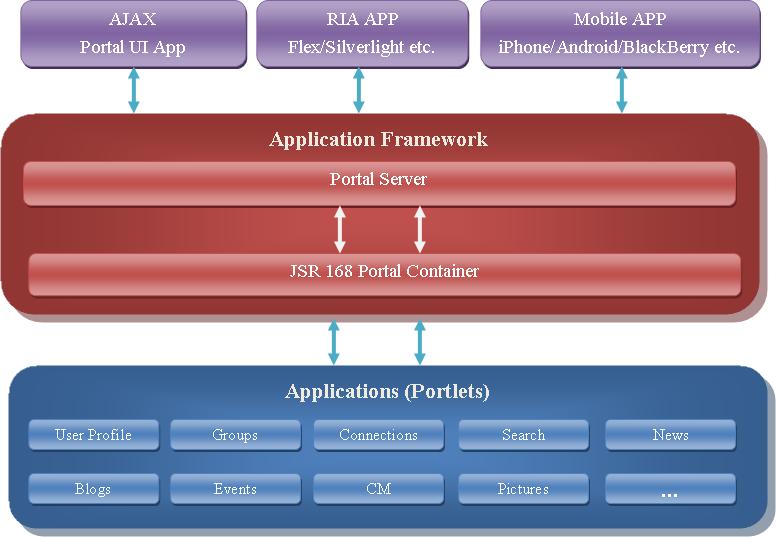 AJAX
Portal UI App
RIA APP
Flex/Silverlight etc.
Mobile APP
iPhone/Android/BlackBerry etc.
Application Framework
Portal Server
JSR 168 Portal Container
Applications (Portlets)
User Profile
Groups
Connections
Search
News
Blogs
Events
CM
Pictures
...